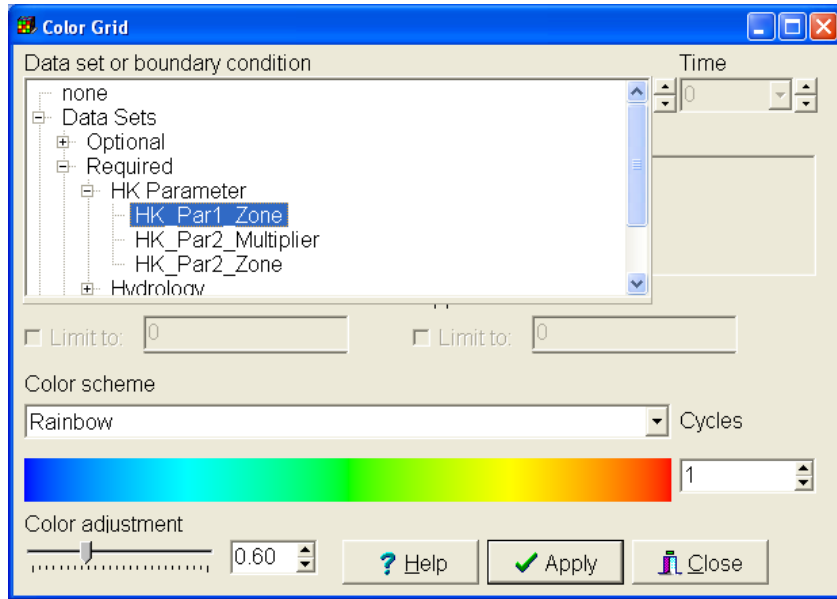 Color Grid
Data set or boundary condition
Time
none
Data Sets
Optional
Required
HK Parameter
HK_Par1_Zone
HK_Par2_Multiplier
HK_Par2_Zone
Hydrology
0
Limit to: 0
Limit to: 0
Color scheme
Rainbow
Cycles
1
Color adjustment
0.60
? Help
Apply
Close